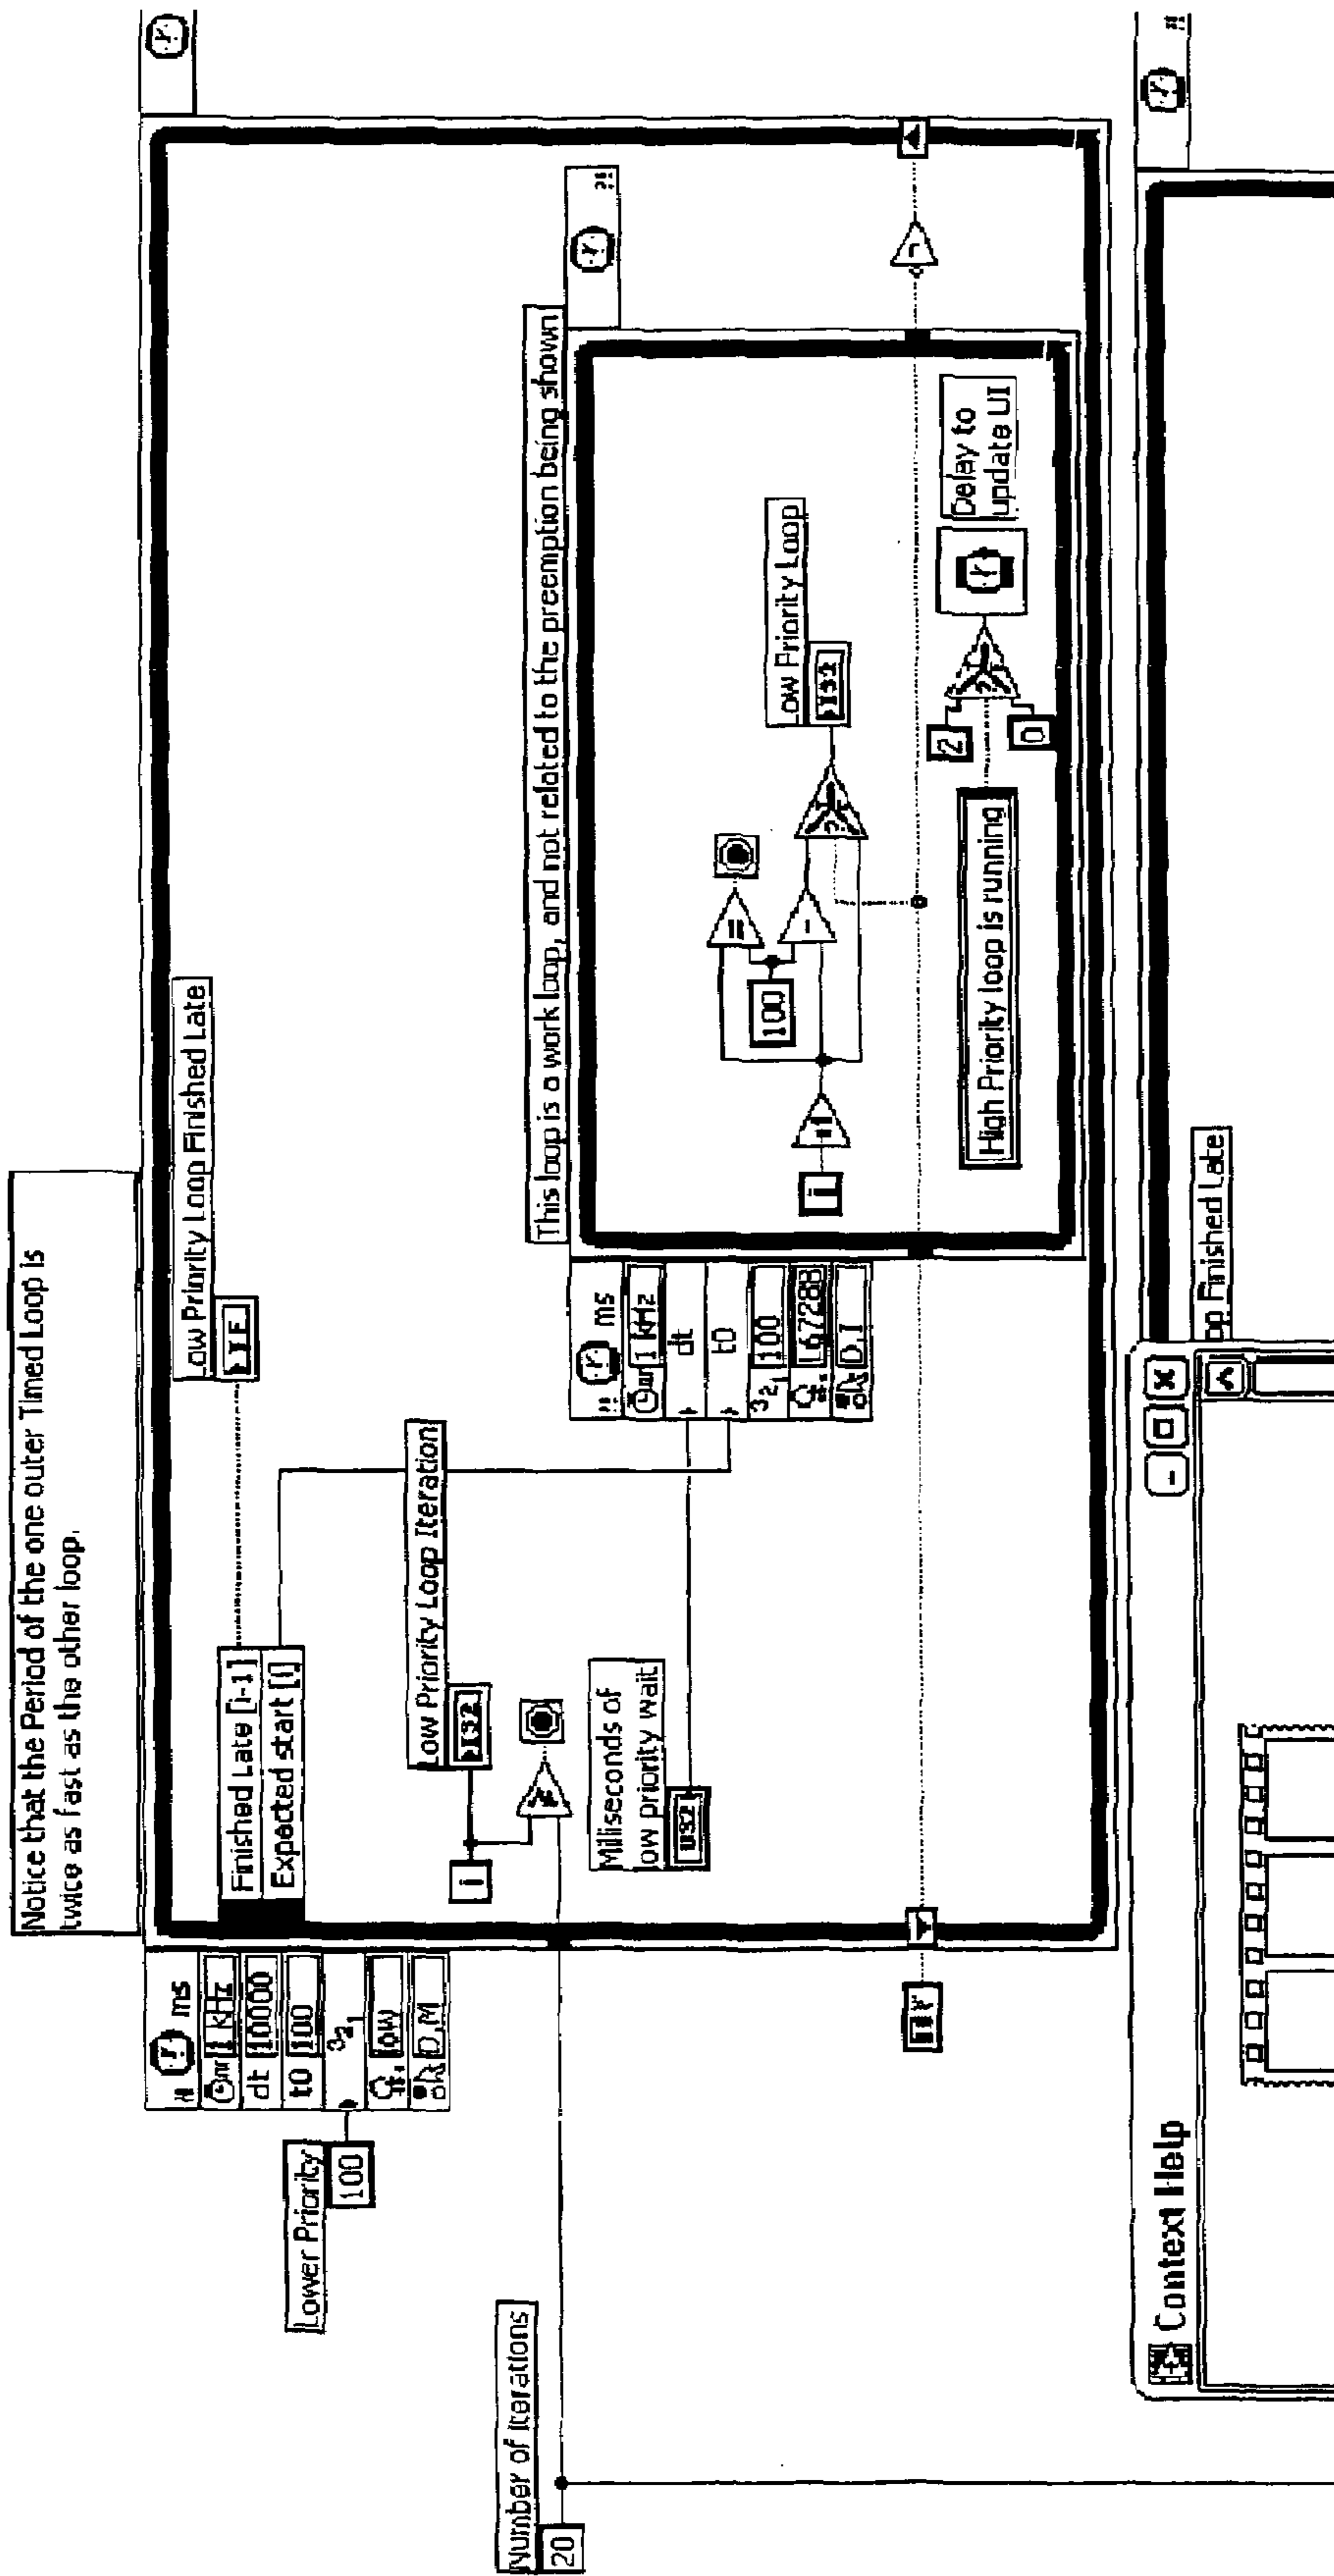 Notice that the Period of the one outer Timed Loop is
twice as fast as the other loop.
Number of iterations
20
Lower Priority
100
ms
1 kHz
dt 10000
t0 100
low
D,M
Finished Late [i-1]
Expected start [i]
Low Priority Loop Finished Late
TF
i
Low Priority Loop Iteration
I32
Milliseconds of
low priority wait
U32
This loop is a work loop, and not related to the preemption being shown
ms
1 kHz
dt
t0
100
D,I
i
+1
100
=
-
Low Priority Loop
I32
High Priority loop is running
2
0
?
Delay to
update UI
Context Help
op Finished Late